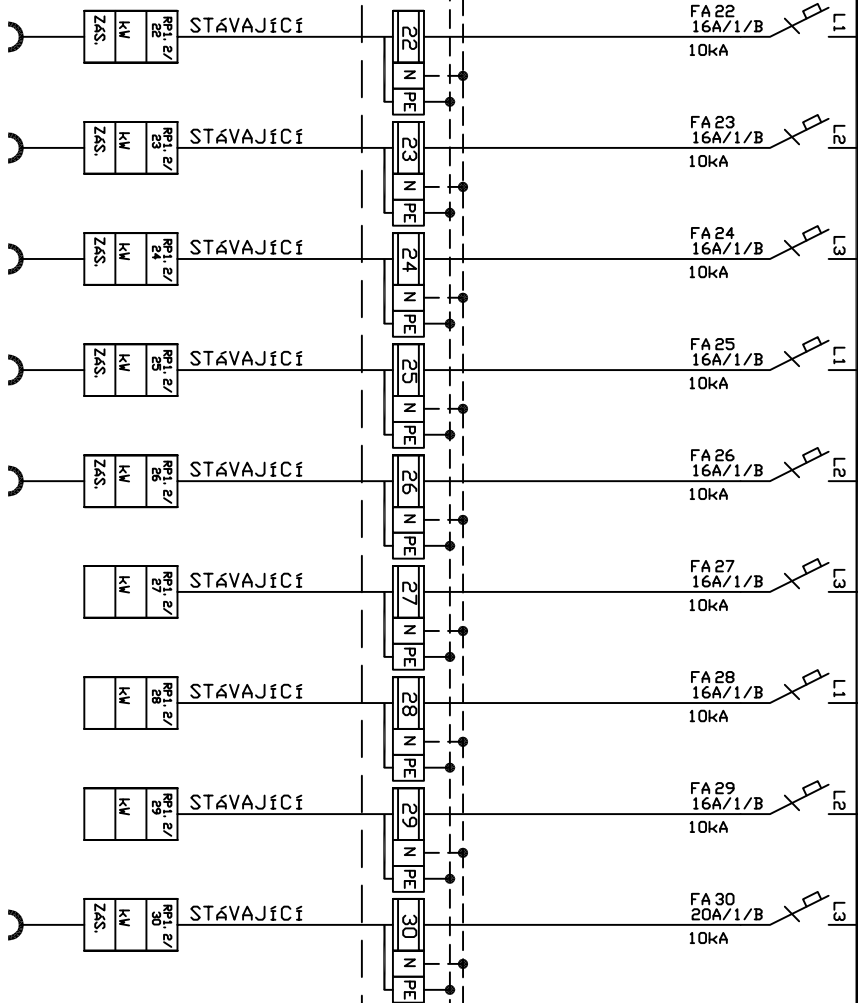 FA22
16A/1/B
10kA
L1
STÁVAJÍCÍ
RP1.2/
22
kW
ZÁS.
22
N
PE
FA23
16A/1/B
10kA
L2
STÁVAJÍCÍ
RP1.2/
23
kW
ZÁS.
23
N
PE
FA24
16A/1/B
10kA
L3
STÁVAJÍCÍ
RP1.2/
24
kW
ZÁS.
24
N
PE
FA25
16A/1/B
10kA
L1
STÁVAJÍCÍ
RP1.2/
25
kW
ZÁS.
25
N
PE
FA26
16A/1/B
10kA
L2
STÁVAJÍCÍ
RP1.2/
26
kW
ZÁS.
26
N
PE
FA27
16A/1/B
10kA
L3
STÁVAJÍCÍ
RP1.2/
27
kW
27
N
PE
FA28
16A/1/B
10kA
L1
STÁVAJÍCÍ
RP1.2/
28
kW
28
N
PE
FA29
16A/1/B
10kA
L2
STÁVAJÍCÍ
RP1.2/
29
kW
29
N
PE
FA30
20A/1/B
10kA
L3
STÁVAJÍCÍ
RP1.2/
30
kW
ZÁS.
30
N
PE